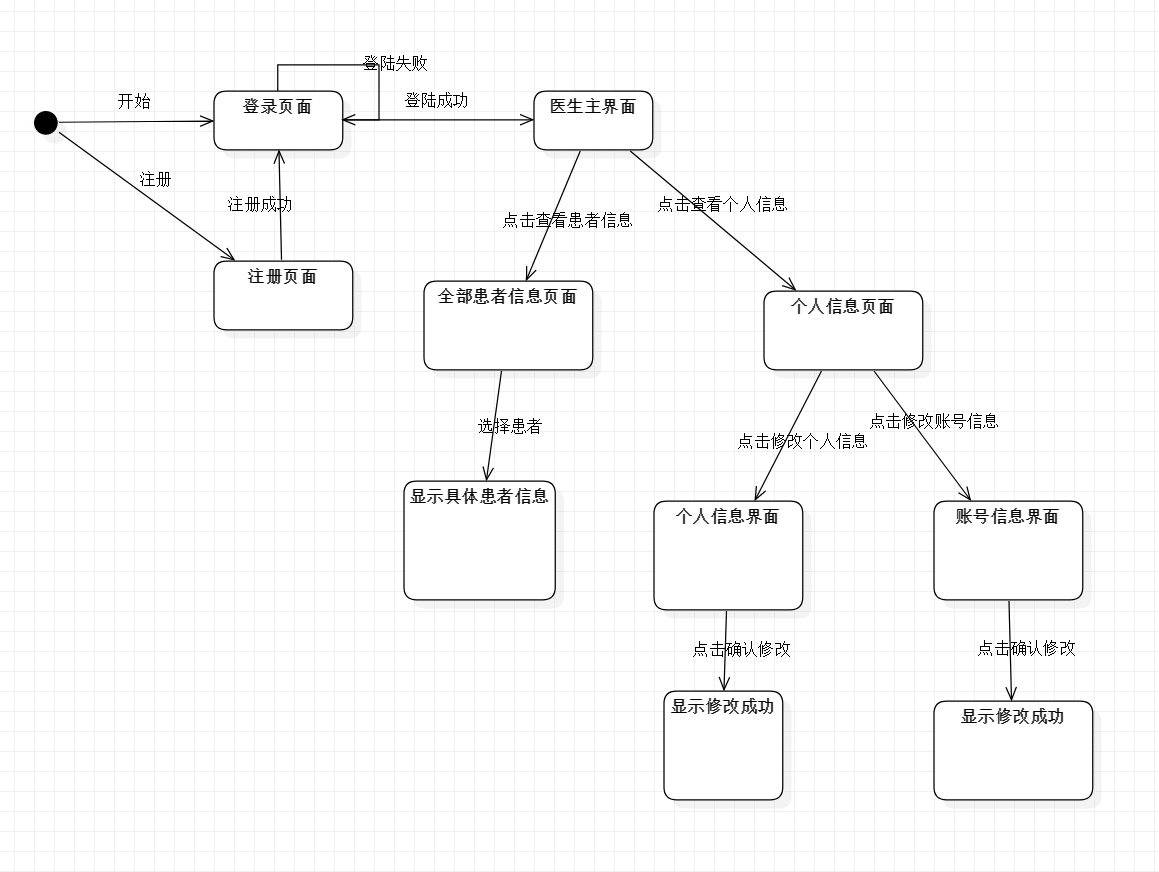 登陆失败
开始
登录页面
登陆成功
医生主界面
注册
注册成功
点击查看患者信息
点击查看个人信息
注册页面
全部患者信息页面
个人信息页面
选择患者
点击修改个人信息
点击修改账号信息
显示具体患者信息
个人信息界面
账号信息界面
点击确认修改
点击确认修改
显示修改成功
显示修改成功